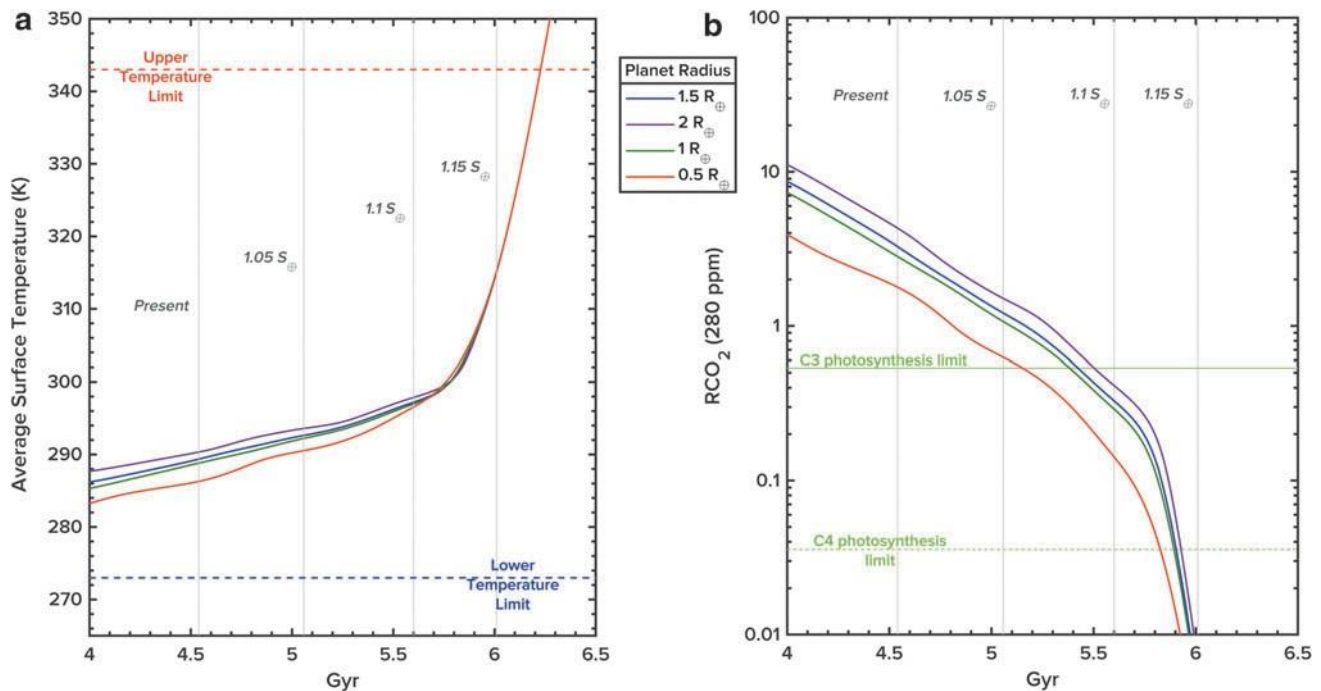 a
350
340
330
320
310
300
290
280
270
Average Surface Temperature (K)
Upper
Temperature
Limit
1.15 S⊕
1.1 S⊕
1.05 S⊕
Present
Lower
Temperature
Limit
4
4.5
5
5.5
6
6.5
Gyr
Planet Radius
1.5 R⊕
2 R⊕
1 R⊕
0.5 R⊕
b
100
10
1
0.1
0.01
RCO₂ (280 ppm)
Present
1.05 S⊕
1.1 S⊕
1.15 S⊕
C3 photosynthesis limit
C4 photosynthesis
limit
4
4.5
5
5.5
6
6.5
Gyr